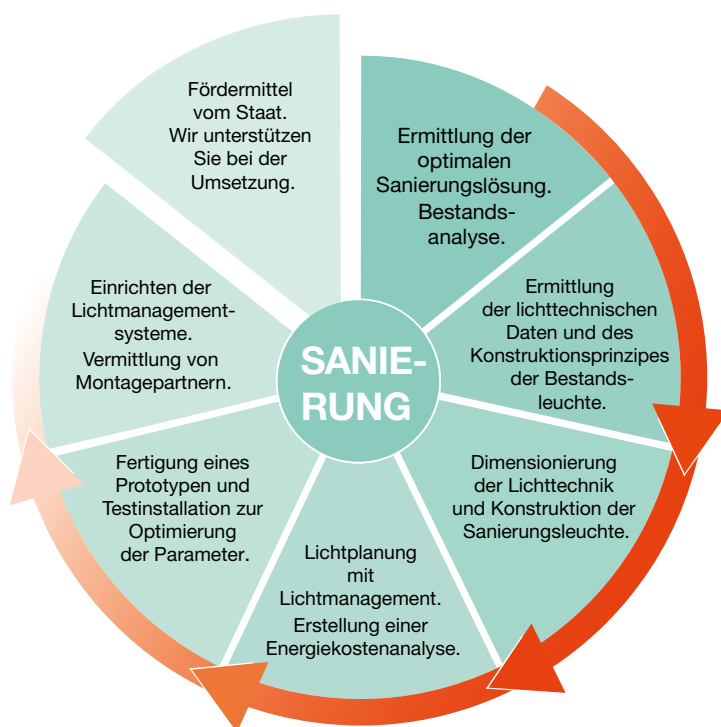 SANIE-
RUNG
Ermittlung der
optimalen
Sanierungslösung.
Bestands-
analyse.
Ermittlung
der lichttechnischen
Daten und des
Konstruktionsprinzipes
der Bestands-
leuchte.
Dimensionierung
der Lichttechnik
und Konstruktion der
Sanierungsleuchte.
Lichtplanung
mit
Lichtmanagement.
Erstellung einer
Energiekostenanalyse.
Fertigung eines
Prototypen und
Testinstallation zur
Optimierung
der Parameter.
Einrichten der
Lichtmanagement-
systeme.
Vermittlung von
Montagepartnern.
Fördermittel
vom Staat.
Wir unterstützen
Sie bei der
Umsetzung.